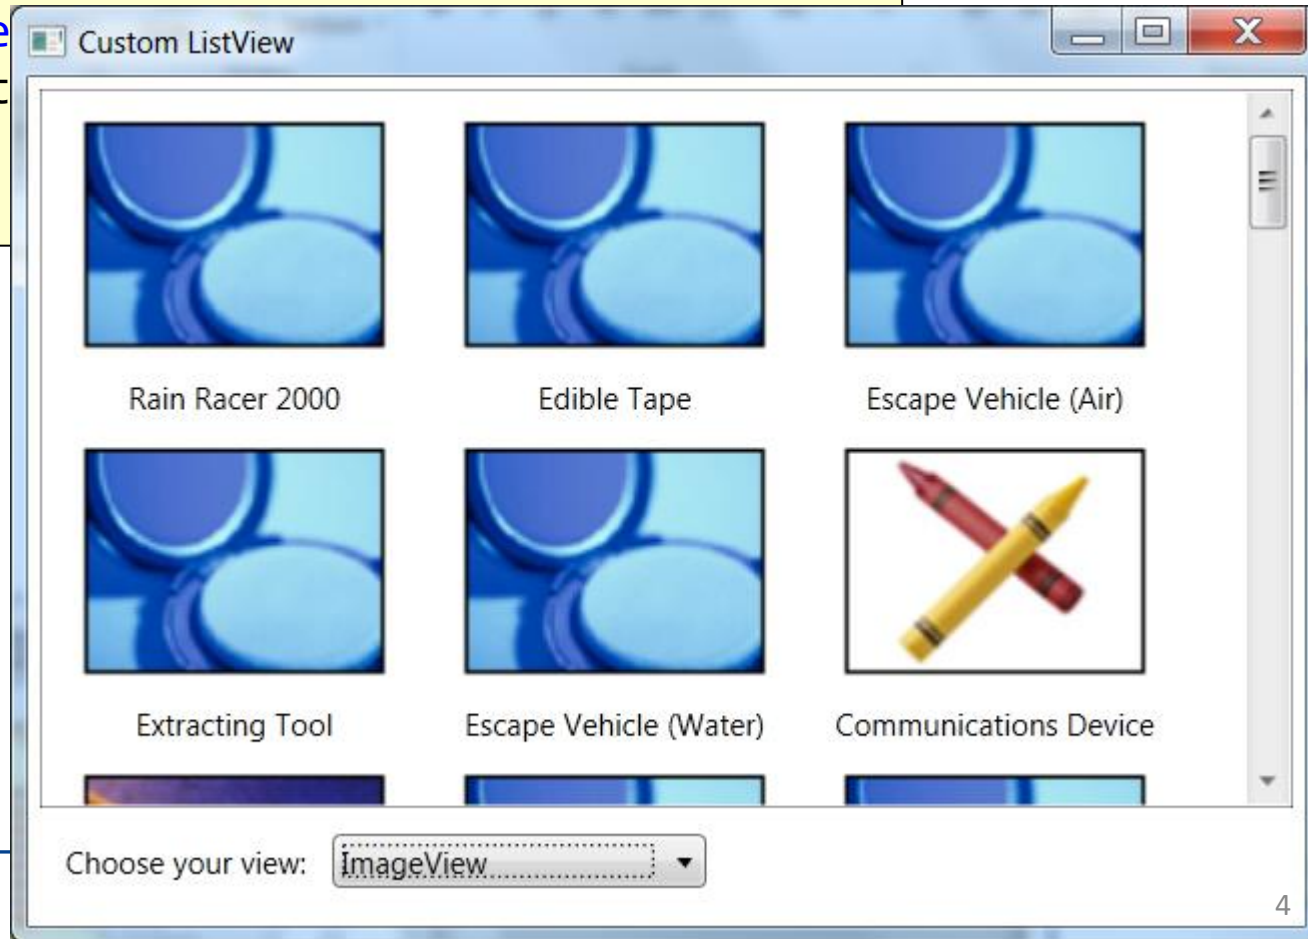 e
Custom ListView
Rain Racer 2000
Edible Tape
Escape Vehicle (Air)
Extracting Tool
Escape Vehicle (Water)
Communications Device
Choose your view:
ImageView
4